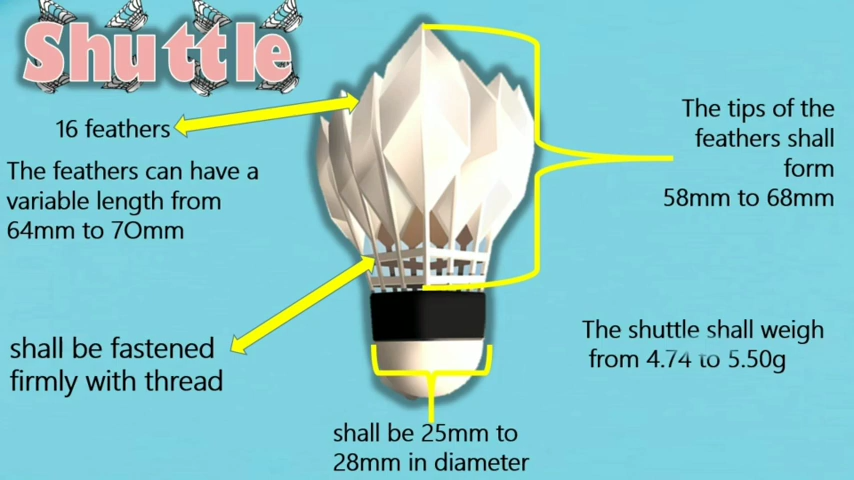 Shuttle
16 feathers
The feathers can have a
variable length from
64mm to 70mm
shall be fastened
firmly with thread
The tips of the
feathers shall
form
58mm to 68mm
The shuttle shall weigh
from 4.74 to 5.50g
shall be 25mm to
28mm in diameter